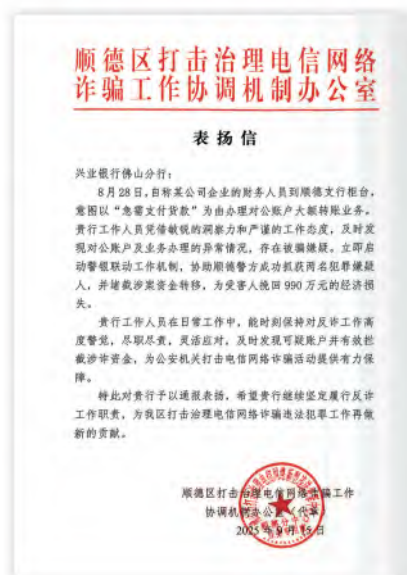 顺德区打击治理电信网络
诈骗工作协调机制办公室
表扬信
兴业银行佛山分行：
8月28日，自称某公司企业的财务人员到顺德支行柜台，
意图以“急需支付货款”为由办理对公账户大额转账业务。
贵行工作人员凭借敏锐的洞察力和严谨的工作态度，及时发
现对公账户及业务办理的异常情况，存在被骗嫌疑。立即启
动警银联动工作机制，协助顺德警方成功抓获两名犯罪嫌疑
人，并堵截涉案资金转移，为受害人挽回990万元的经济损
失。
贵行工作人员在日常工作中，能时刻保持对反诈工作高
度警觉，尽职尽责，灵活应对，及时发现可疑账户并有效拦
截涉诈资金，为公安机关打击电信网络诈骗活动提供有力保
障。
特此对贵行予以通报表扬，希望贵行继续坚定履行反诈
工作职责，为我区打击治理电信网络诈骗违法犯罪工作再做
新的贡献。
顺德区打击治理电信网络诈骗工作
协调机制办公室（代章）
2025年9月15日